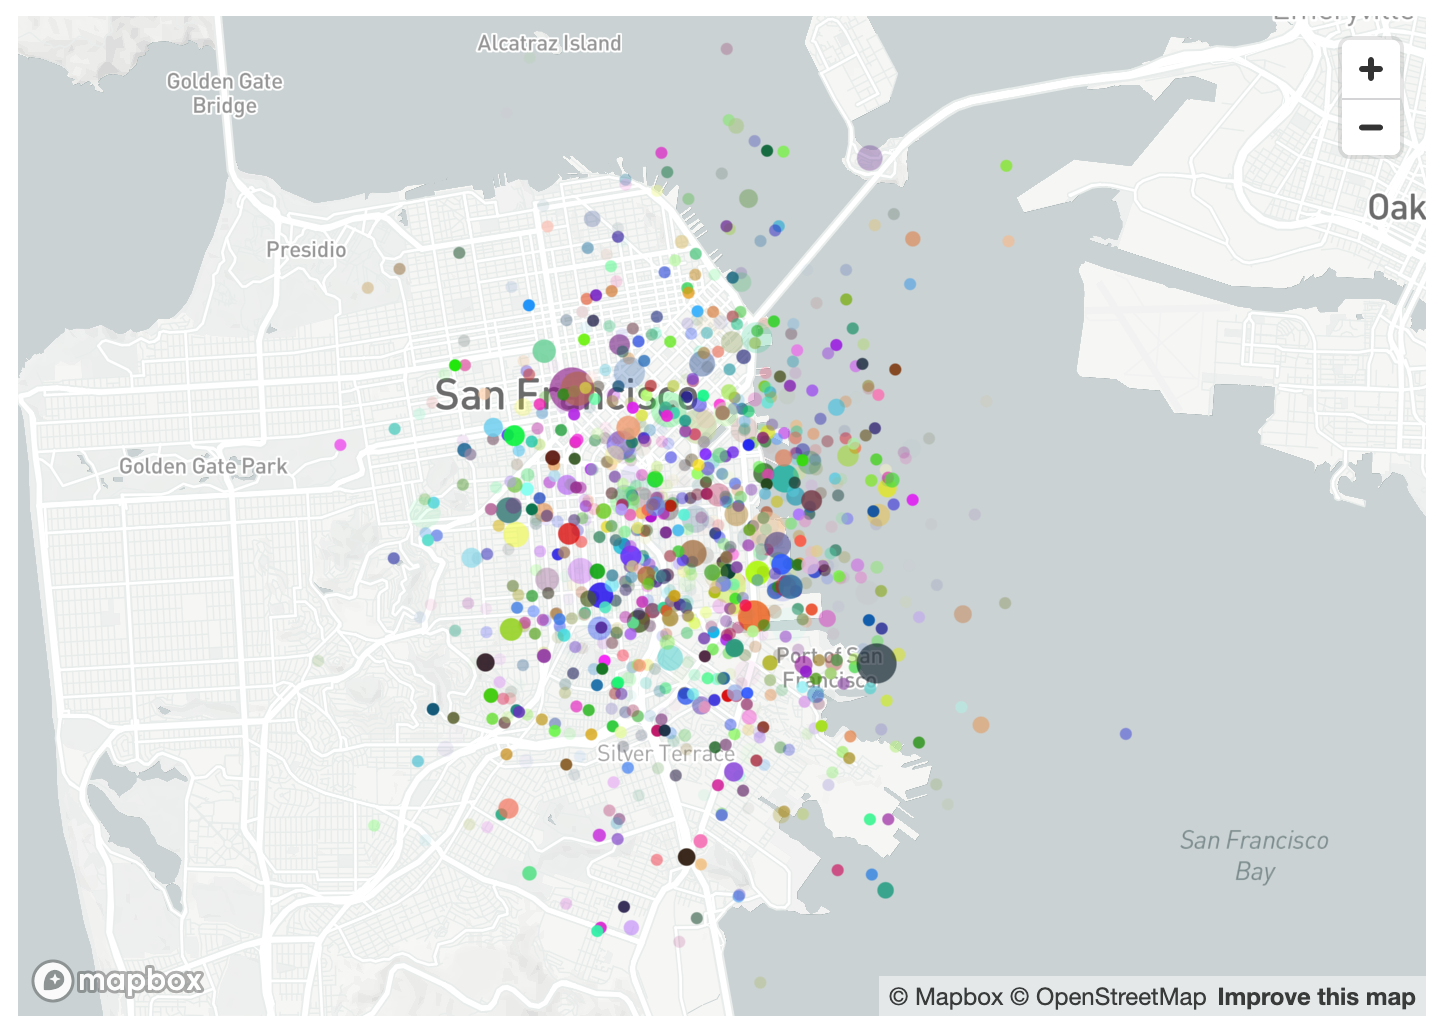 Emeryville
Alcatraz Island
Golden Gate
Bridge
Oak
Presidio
San Francisco
Golden Gate Park
Port of San
Francisco
Silver Terrace
San Francisco
Bay
mapbox
© Mapbox © OpenStreetMap Improve this map